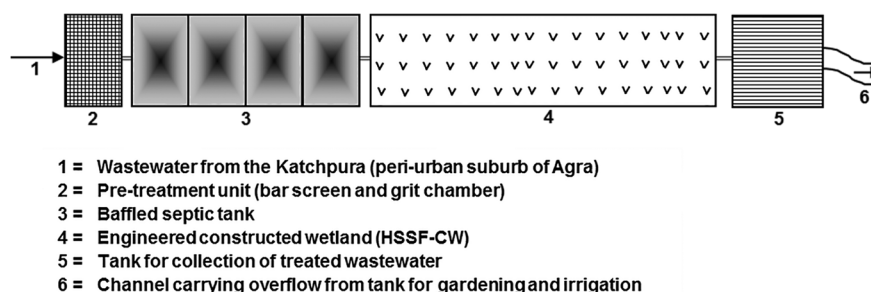 1
2
3
4
5
6
1 = Wastewater from the Katchpura (peri-urban suburb of Agra)
2 = Pre-treatment unit (bar screen and grit chamber)
3 = Baffled septic tank
4 = Engineered constructed wetland (HSSF-CW)
5 = Tank for collection of treated wastewater
6 = Channel carrying overflow from tank for gardening and irrigation